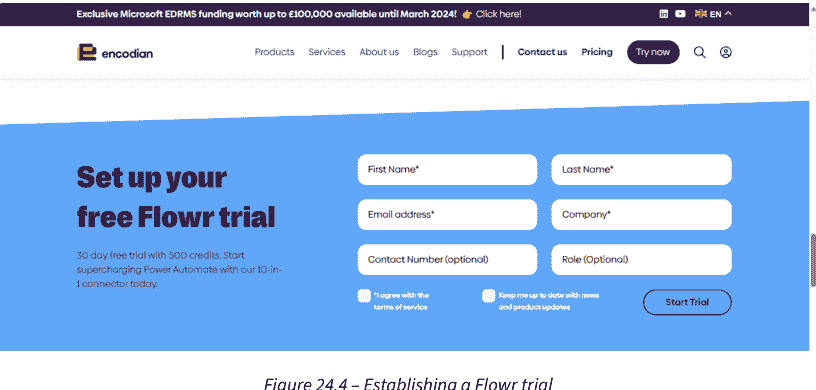 Exclusive Microsoft EDRMS funding worth up to £100,000 available until March 2024! 👉 Click here!
EN
encodian
Products Services About us Blogs Support Contact us Pricing Try now
Set up your
free Flowr trial
30 day free trial with 500 credits. Start
supercharging Power Automate with our 10-in-
1 connector today.
First Name* Last Name*
Email address* Company*
Contact Number (optional) Role (Optional)
*I agree with the
terms of service
Keep me up to date with news
and product updates
Start Trial
Figure 24.4 – Establishing a Flowr trial